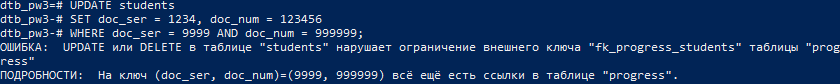 dtb_pw3=# UPDATE students
dtb_pw3-# SET doc_ser = 1234, doc_num = 123456
dtb_pw3-# WHERE doc_ser = 9999 AND doc_num = 999999;
ОШИБКА:  UPDATE или DELETE в таблице "students" нарушает ограничение внешнего ключа "fk_progress_students" таблицы "prog
ress"
ПОДРОБНОСТИ:  На ключ (doc_ser, doc_num)=(9999, 999999) всё ещё есть ссылки в таблице "progress".